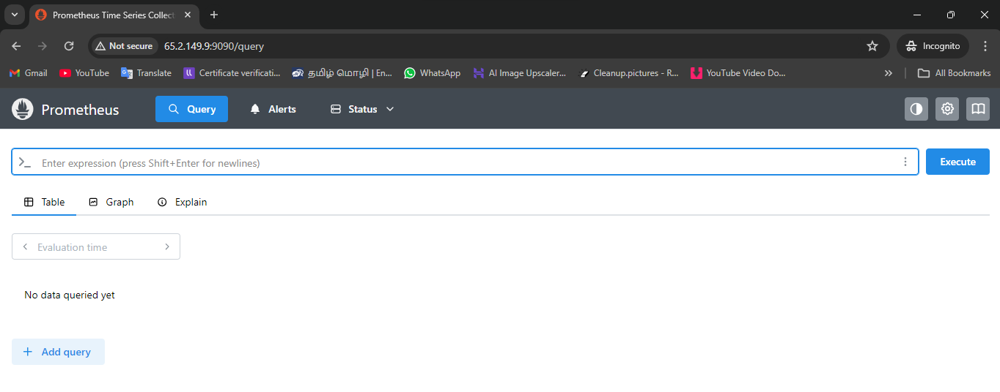 Prometheus Time Series Collect
Not secure 65.2.149.9:9090/query Incognito
Gmail YouTube Translate Certificate verificati... தமிழ் மொழி | En... WhatsApp AI Image Upscaler... Cleanup.pictures - R... YouTube Video Do... All Bookmarks
Prometheus Query Alerts Status
Enter expression (press Shift+Enter for newlines) Execute
Table Graph Explain
Evaluation time
No data queried yet
Add query